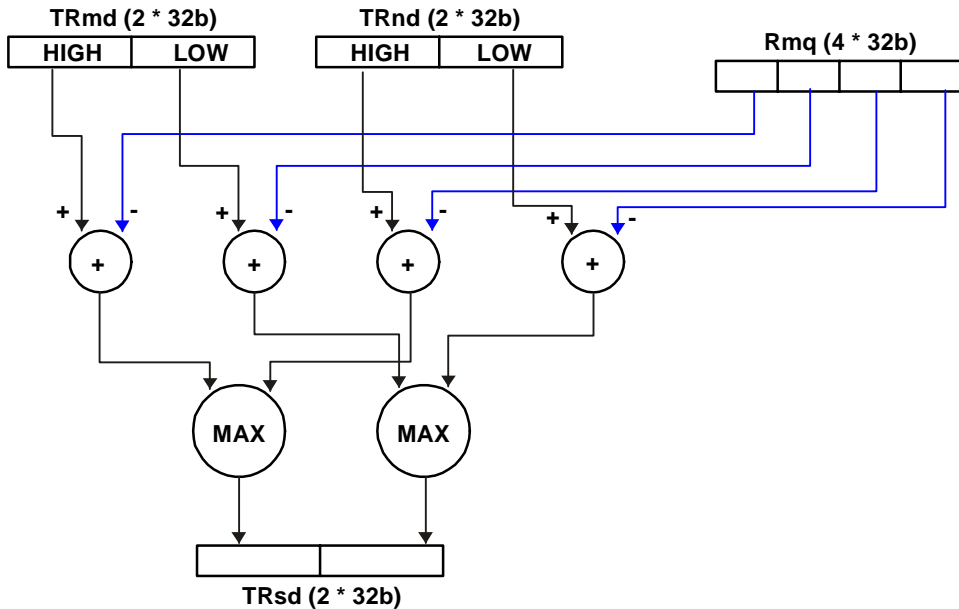 TRmd (2 * 32b)
TRnd (2 * 32b)
Rmq (4 * 32b)
HIGH LOW
HIGH LOW
+ - + - + - + -
+ + + +
MAX MAX
TRsd (2 * 32b)